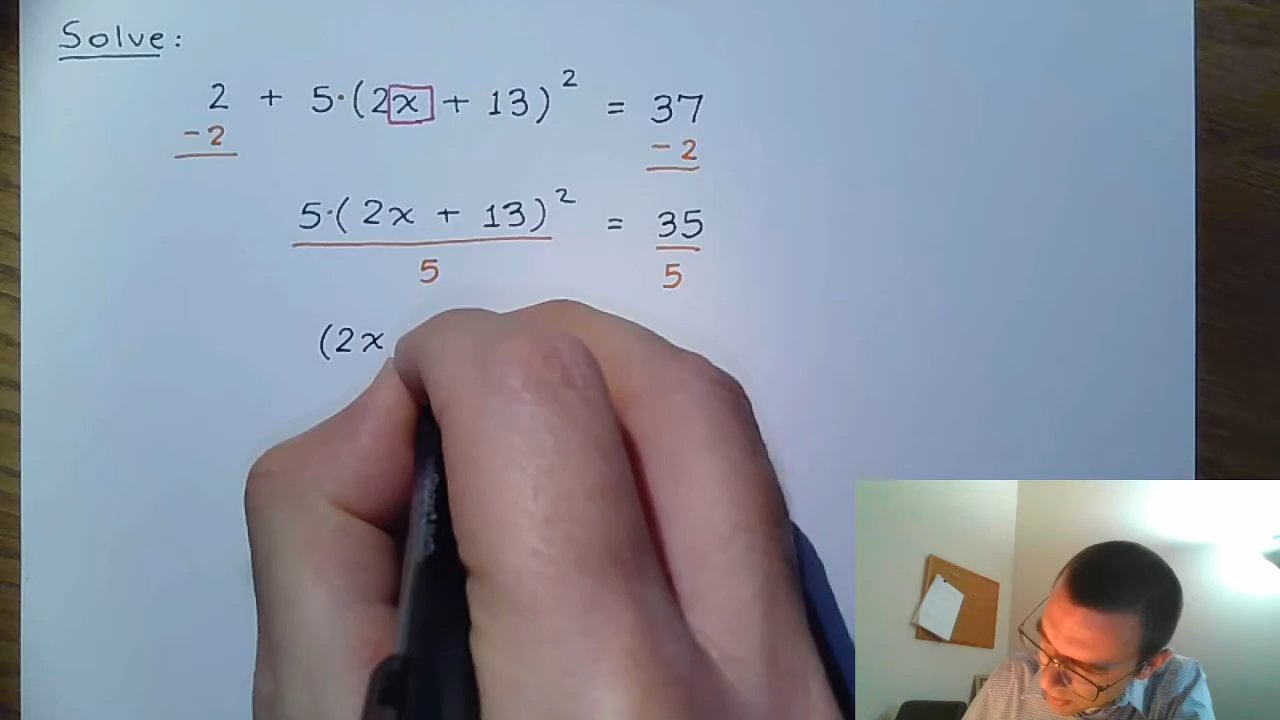 Solve:
2 + 5·(2x + 13)² = 37
-2 -2
5·(2x + 13)² = 35
5 5
(2x